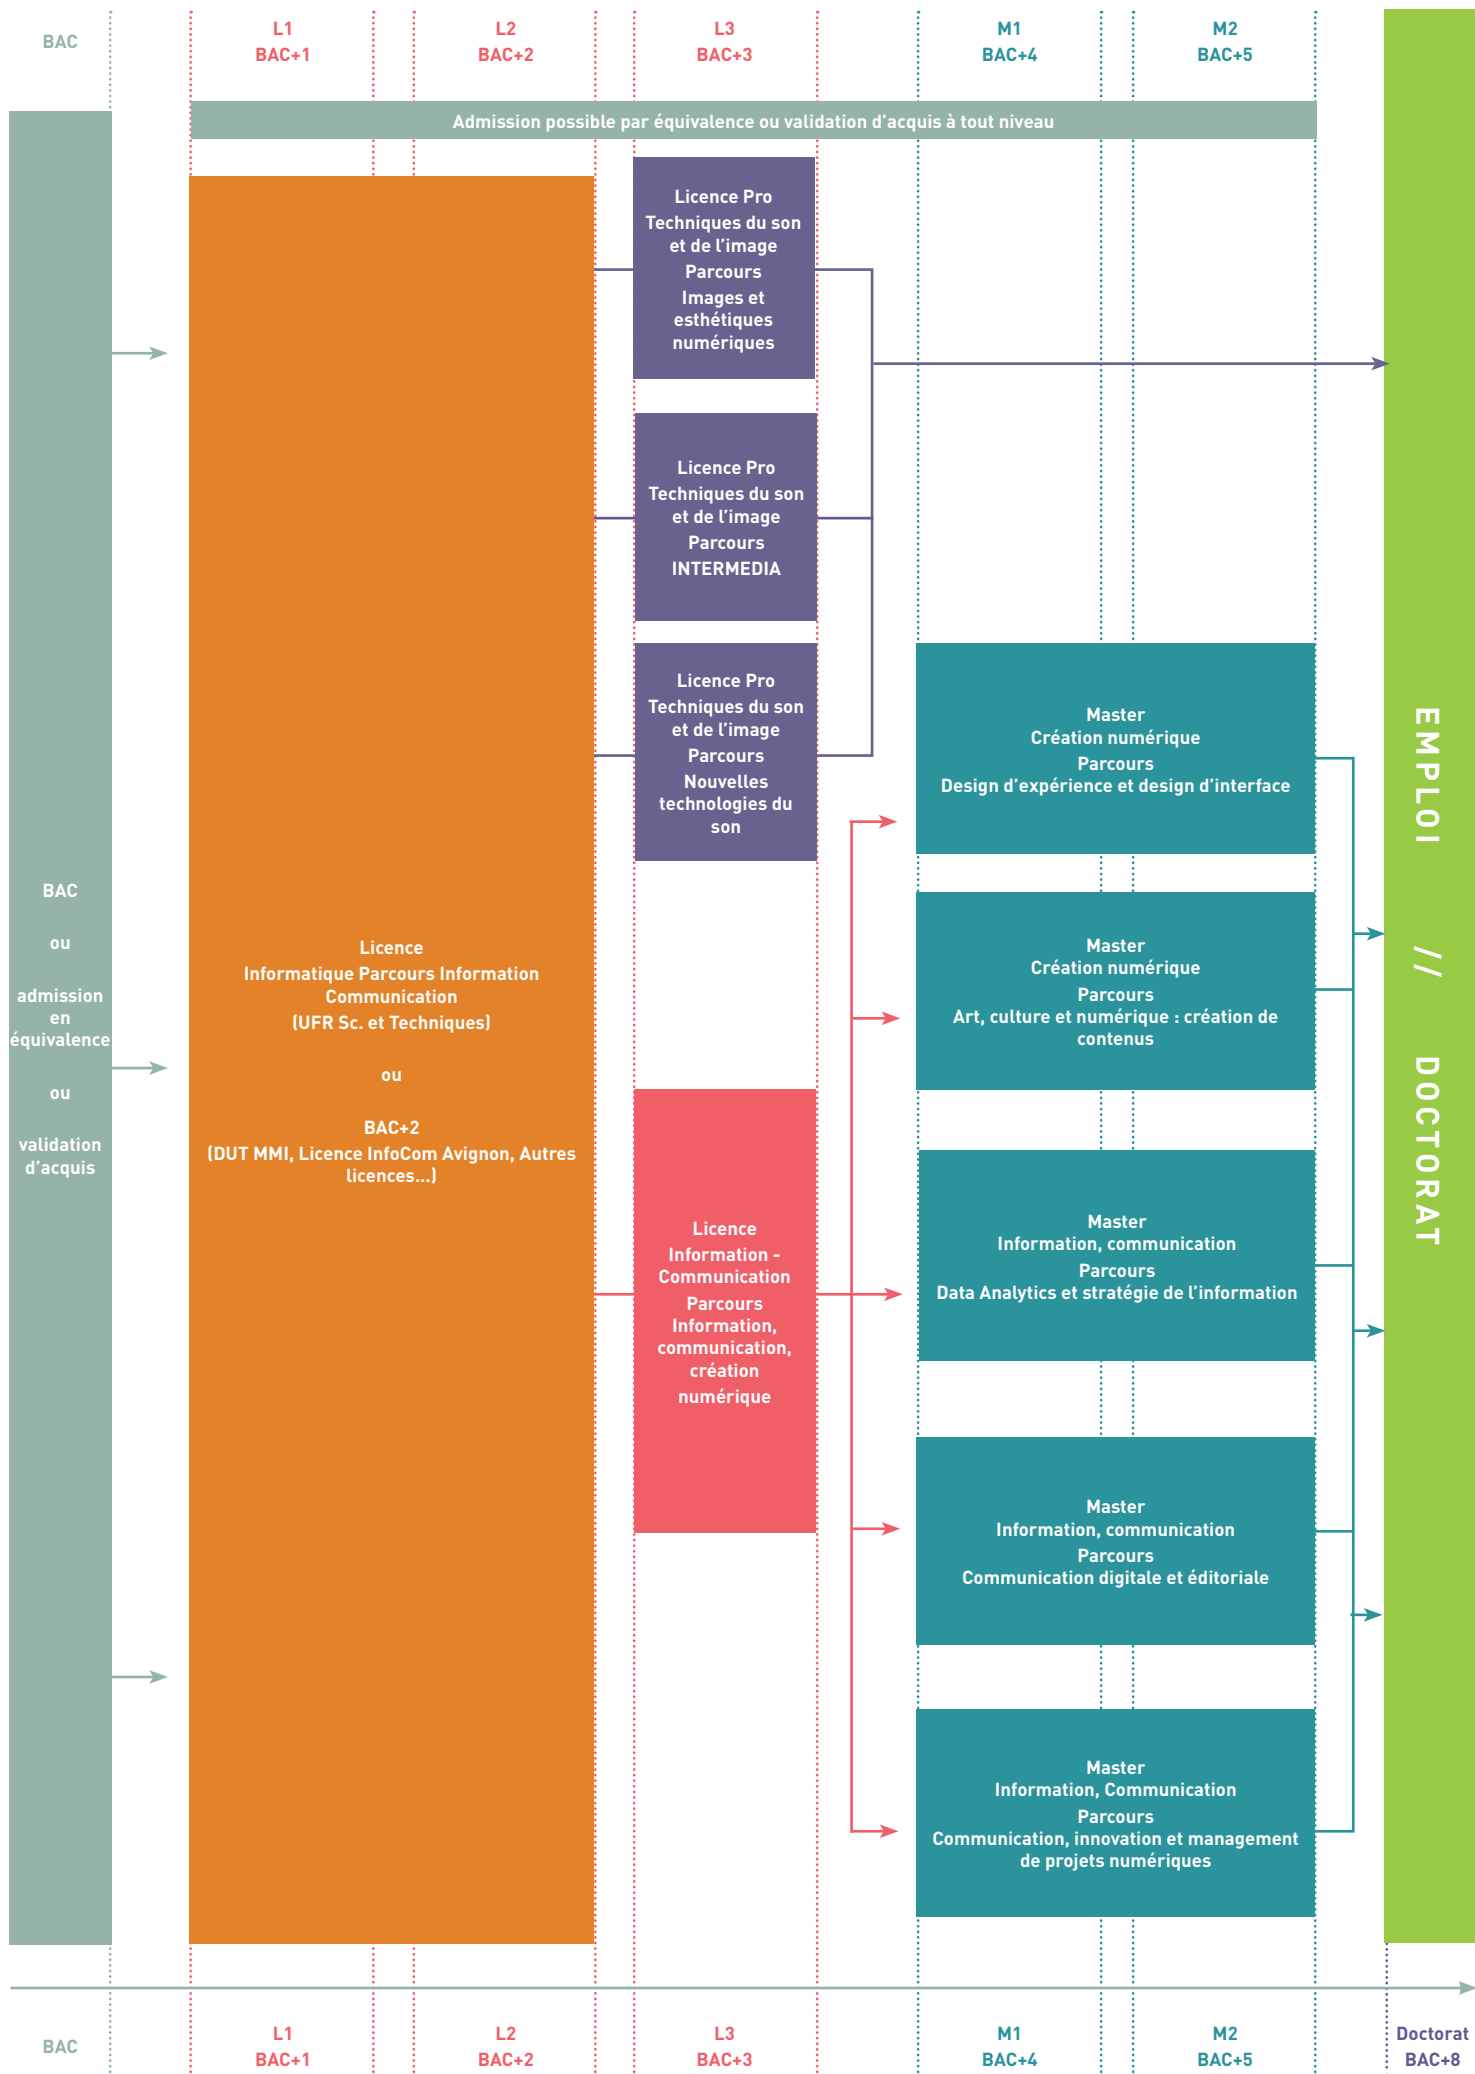 BAC
L1
BAC+1
L2
BAC+2
L3
BAC+3
M1
BAC+4
M2
BAC+5
Admission possible par équivalence ou validation d'acquis à tout niveau
BAC
ou
admission
en
équivalence
ou
validation
d'acquis
Licence
Informatique Parcours Information
Communication
(UFR Sc. et Techniques)
ou
BAC+2
(DUT MMI, Licence InfoCom Avignon, Autres
licences...)
Licence Pro
Techniques du son
et de l'image
Parcours
Images et
esthétiques
numériques
Licence Pro
Techniques du son
et de l'image
Parcours
INTERMEDIA
Licence Pro
Techniques du son
et de l'image
Parcours
Nouvelles
technologies du
son
Licence
Information -
Communication
Parcours
Information,
communication,
création
numérique
Master
Création numérique
Parcours
Design d'expérience et design d'interface
Master
Création numérique
Parcours
Art, culture et numérique : création de
contenus
Master
Information, communication
Parcours
Data Analytics et stratégie de l'information
Master
Information, communication
Parcours
Communication digitale et éditoriale
Master
Information, Communication
Parcours
Communication, innovation et management
de projets numériques
EMPLOI // DOCTORAT
BAC
L1
BAC+1
L2
BAC+2
L3
BAC+3
M1
BAC+4
M2
BAC+5
Doctorat
BAC+8